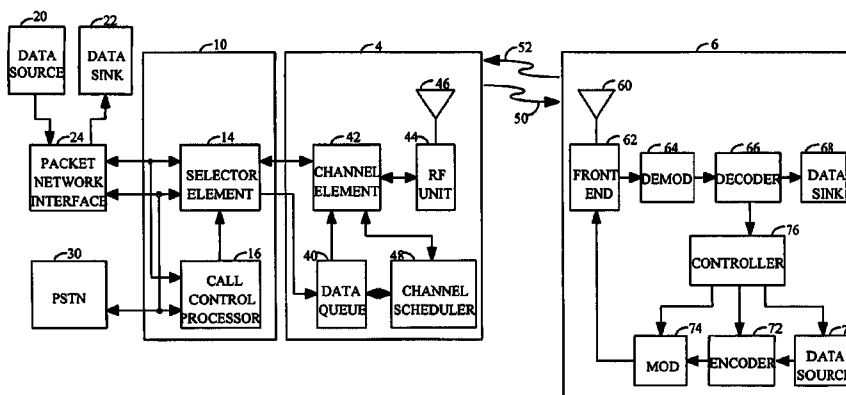 20
22
10
4
6
DATA
SOURCE
DATA
SINK
52
50
46
60
24
PACKET
NETWORK
INTERFACE
14
SELECTOR
ELEMENT
42
CHANNEL
ELEMENT
44
RF
UNIT
62
FRONT
END
64
DEMOD
66
DECODER
68
DATA
SINK
76
CONTROLLER
30
PSTN
16
CALL
CONTROL
PROCESSOR
40
DATA
QUEUE
48
CHANNEL
SCHEDULER
74
MOD
72
ENCODER
DATA
SOURCE